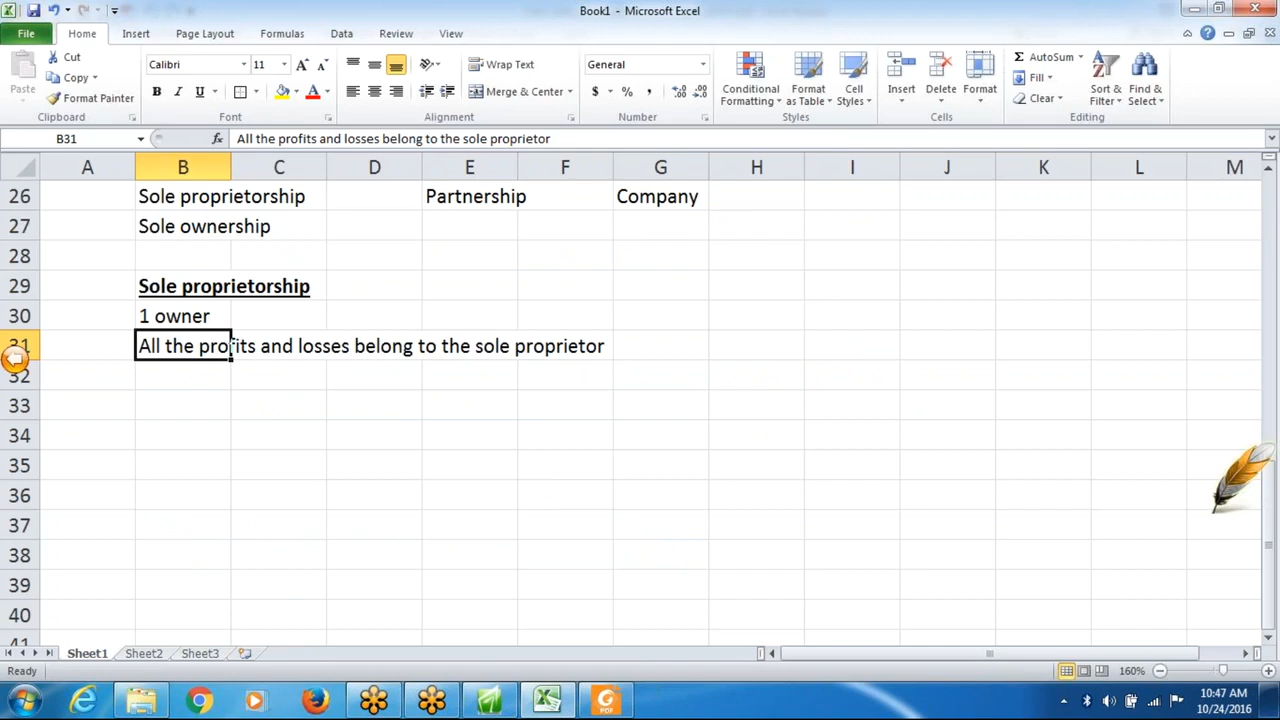 Book1 - Microsoft Excel
File Home Insert Page Layout Formulas Data Review View
Paste
Cut
Copy
Format Painter
Clipboard
Calibri 11
B I U
Font
Wrap Text
Merge & Center
Alignment
General
$ % ,
Number
Conditional Formatting
Format as Table
Cell Styles
Styles
Insert Delete Format
Cells
AutoSum
Fill
Clear
Sort & Filter
Find & Select
Editing
B31 fx All the profits and losses belong to the sole proprietor
A B C D E F G H I J K L M
26 Sole proprietorship Partnership Company
27 Sole ownership
28
29 Sole proprietorship
30 1 owner
31 All the profits and losses belong to the sole proprietor
32
33
34
35
36
37
38
39
40
41
Sheet1 Sheet2 Sheet3
Ready 160%
PDF
10:47 AM
10/24/2016